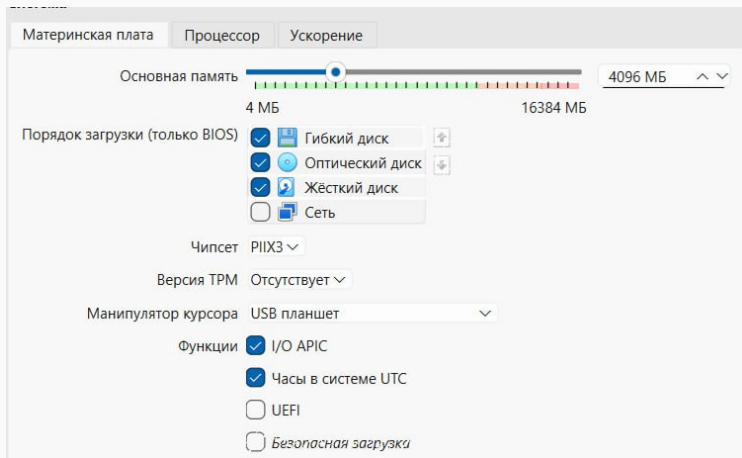 Материнская плата Процессор Ускорение
Основная память 4096 МБ
4 МБ 16384 МБ
Порядок загрузки (только BIOS) Гибкий диск
Оптический диск
Жёсткий диск
Сеть
Чипсет PIIX3
Версия TPM Отсутствует
Манипулятор курсора USB планшет
Функции I/O APIC
Часы в системе UTC
UEFI
Безопасная загрузка